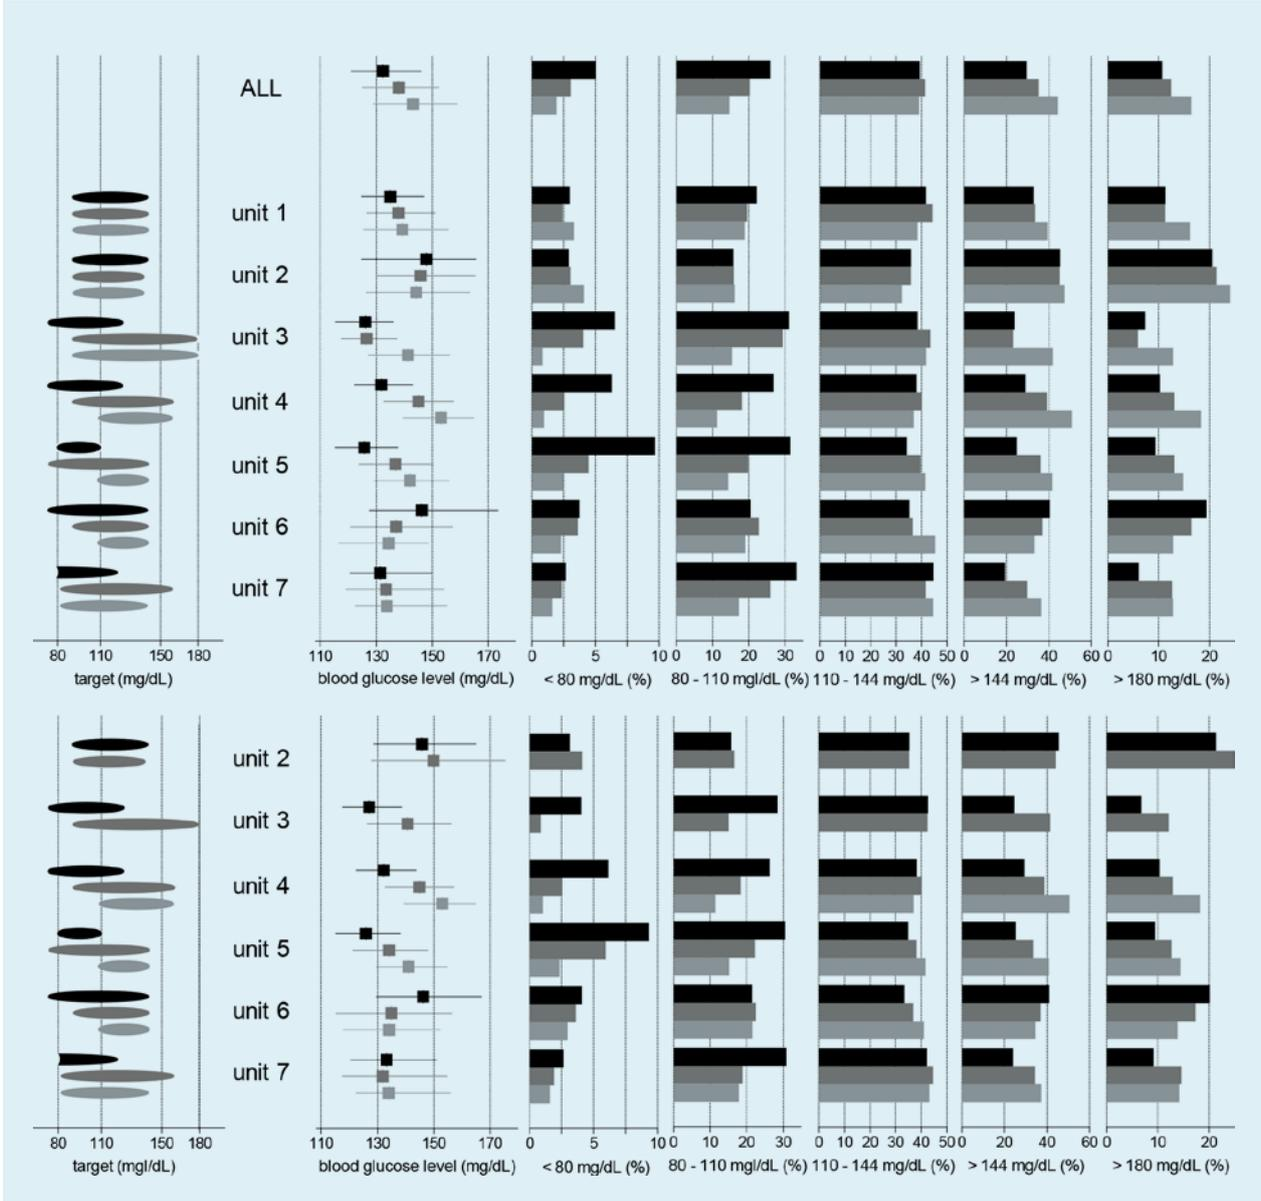 ALL
unit 1
unit 2
unit 3
unit 4
unit 5
unit 6
unit 7
80 110 150 180 110 130 150 170 0 5 10 0 10 20 30 0 10 20 30 40 50 0 20 40 60 0 10 20
target (mg/dL) blood glucose level (mg/dL) < 80 mg/dL (%) 80 - 110 mgl/dL (%) 110 - 144 mg/dL (%) > 144 mg/dL (%) > 180 mg/dL (%)
unit 2
unit 3
unit 4
unit 5
unit 6
unit 7
80 110 150 180 110 130 150 170 0 5 10 0 10 20 30 0 10 20 30 40 50 0 20 40 60 0 10 20
target (mgl/dL) blood glucose level (mg/dL) < 80 mg/dL (%) 80 - 110 mgl/dL (%) 110 - 144 mg/dL (%) > 144 mg/dL (%) > 180 mg/dL (%)